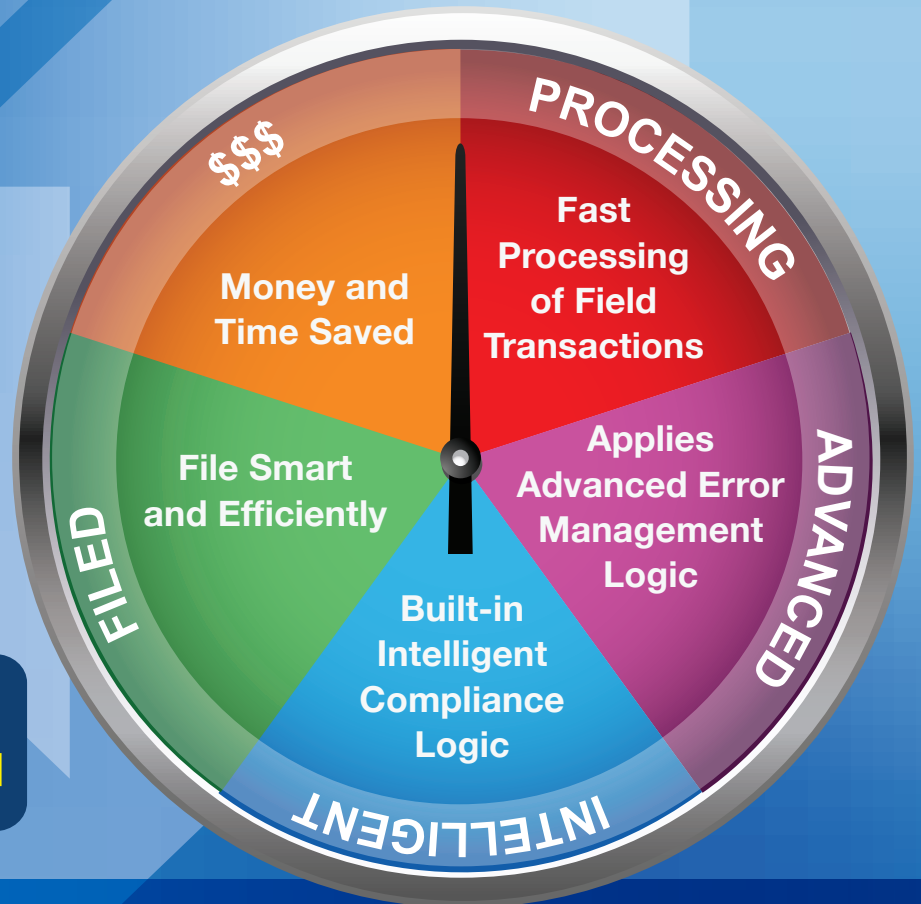 PROCESSING
Fast
Processing
of Field
Transactions
ADVANCED
Applies
Advanced Error
Management
Logic
INTELLIGENT
Built-in
Intelligent
Compliance
Logic
FILED
File Smart
and Efficiently
$$$
Money and
Time Saved